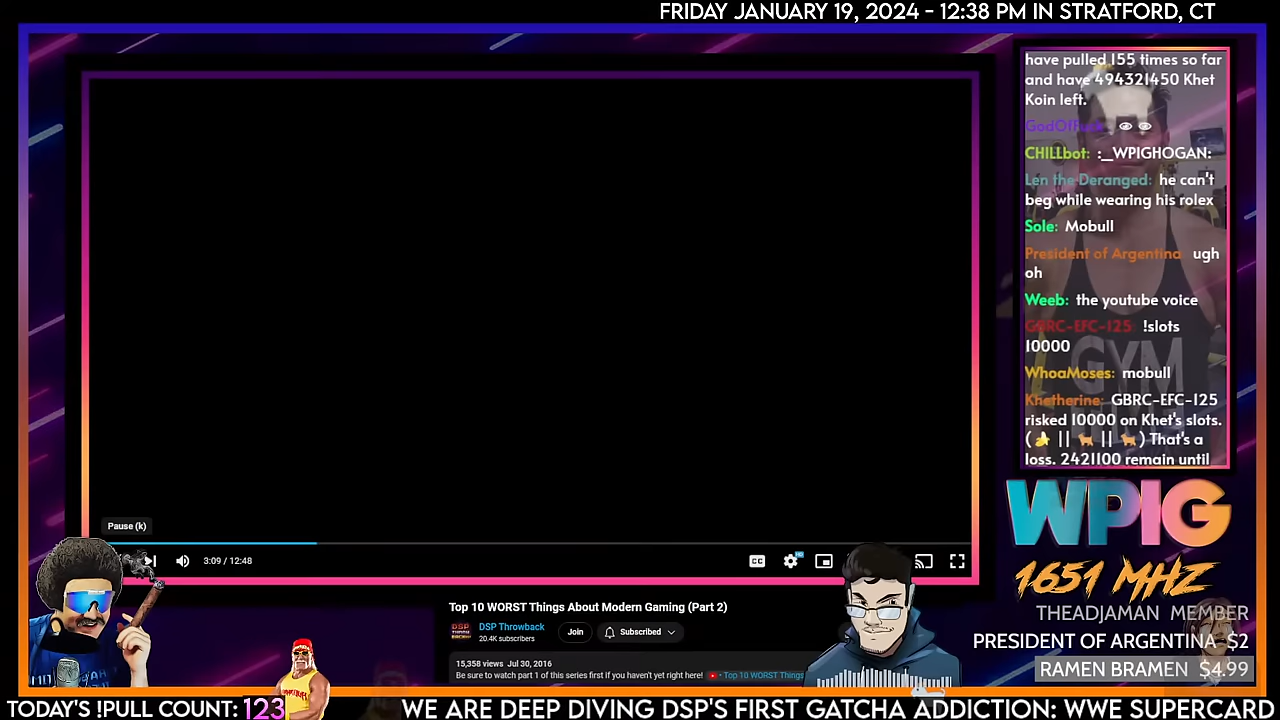 FRIDAY JANUARY 19, 2024 - 12:38 PM IN STRATFORD, CT
have pulled 155 times so far
and have 494321450 Khet
Koin left.
CHILLbot: :__WPIGHOGAN:
Len the Deranged: he can't
beg while wearing his rolex
Sole: Mobull
President of Argentina ugh
oh
Weeb: the youtube voice
GBRC-EFC-125 !slots
10000
WhoaMoses: mobull
Khetherine: GBRC-EFC-125
risked 10000 on Khet's slots.
( 🍌 || 🐕 || 🐕 ) That's a
loss. 2421100 remain until
GYM
Pause (k)
3:09 / 12:48
CC
HD
WPIG
1651 MHZ
THEADJAMAN MEMBER
PRESIDENT OF ARGENTINA $2
RAMEN BRAMEN $4.99
Top 10 WORST Things About Modern Gaming (Part 2)
DSP Throwback
20.4K subscribers
Join
Subscribed
15,358 views Jul 30, 2016
Be sure to watch part 1 of this series first if you haven't yet right here!
• Top 10 WORST Things
TODAY'S !PULL COUNT: 123
WE ARE DEEP DIVING DSP'S FIRST GATCHA ADDICTION: WWE SUPERCARD